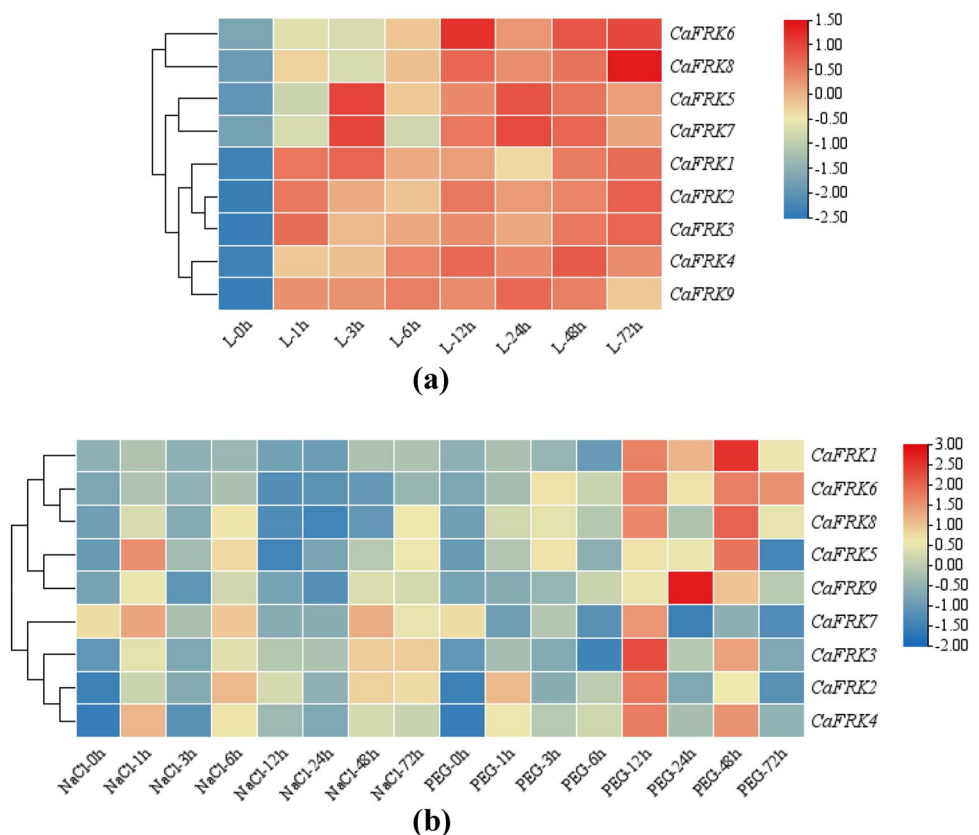 CaFRK6
CaFRK8
CaFRK5
CaFRK7
CaFRK1
CaFRK2
CaFRK3
CaFRK4
CaFRK9
1.50
1.00
0.50
0.00
-0.50
-1.00
-1.50
-2.00
-2.50
L-0h
L-1h
L-3h
L-6h
L-12h
L-24h
L-48h
L-72h
(a)
CaFRK1
CaFRK6
CaFRK8
CaFRK5
CaFRK9
CaFRK7
CaFRK3
CaFRK2
CaFRK4
3.00
2.50
2.00
1.50
1.00
0.50
0.00
-0.50
-1.00
-1.50
-2.00
NaCl-0h
NaCl-1h
NaCl-3h
NaCl-6h
NaCl-12h
NaCl-24h
NaCl-48h
NaCl-72h
PEG-0h
PEG-1h
PEG-3h
PEG-6h
PEG-12h
PEG-24h
PEG-48h
PEG-72h
(b)